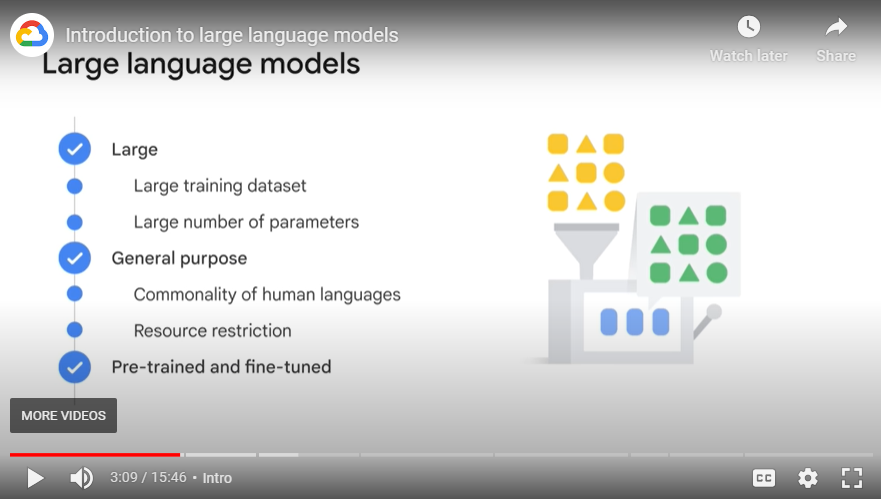 Introduction to large language models
Watch later
Share
Large language models
Large
Large training dataset
Large number of parameters
General purpose
Commonality of human languages
Resource restriction
Pre-trained and fine-tuned
MORE VIDEOS
3:09 / 15:46 • Intro
CC